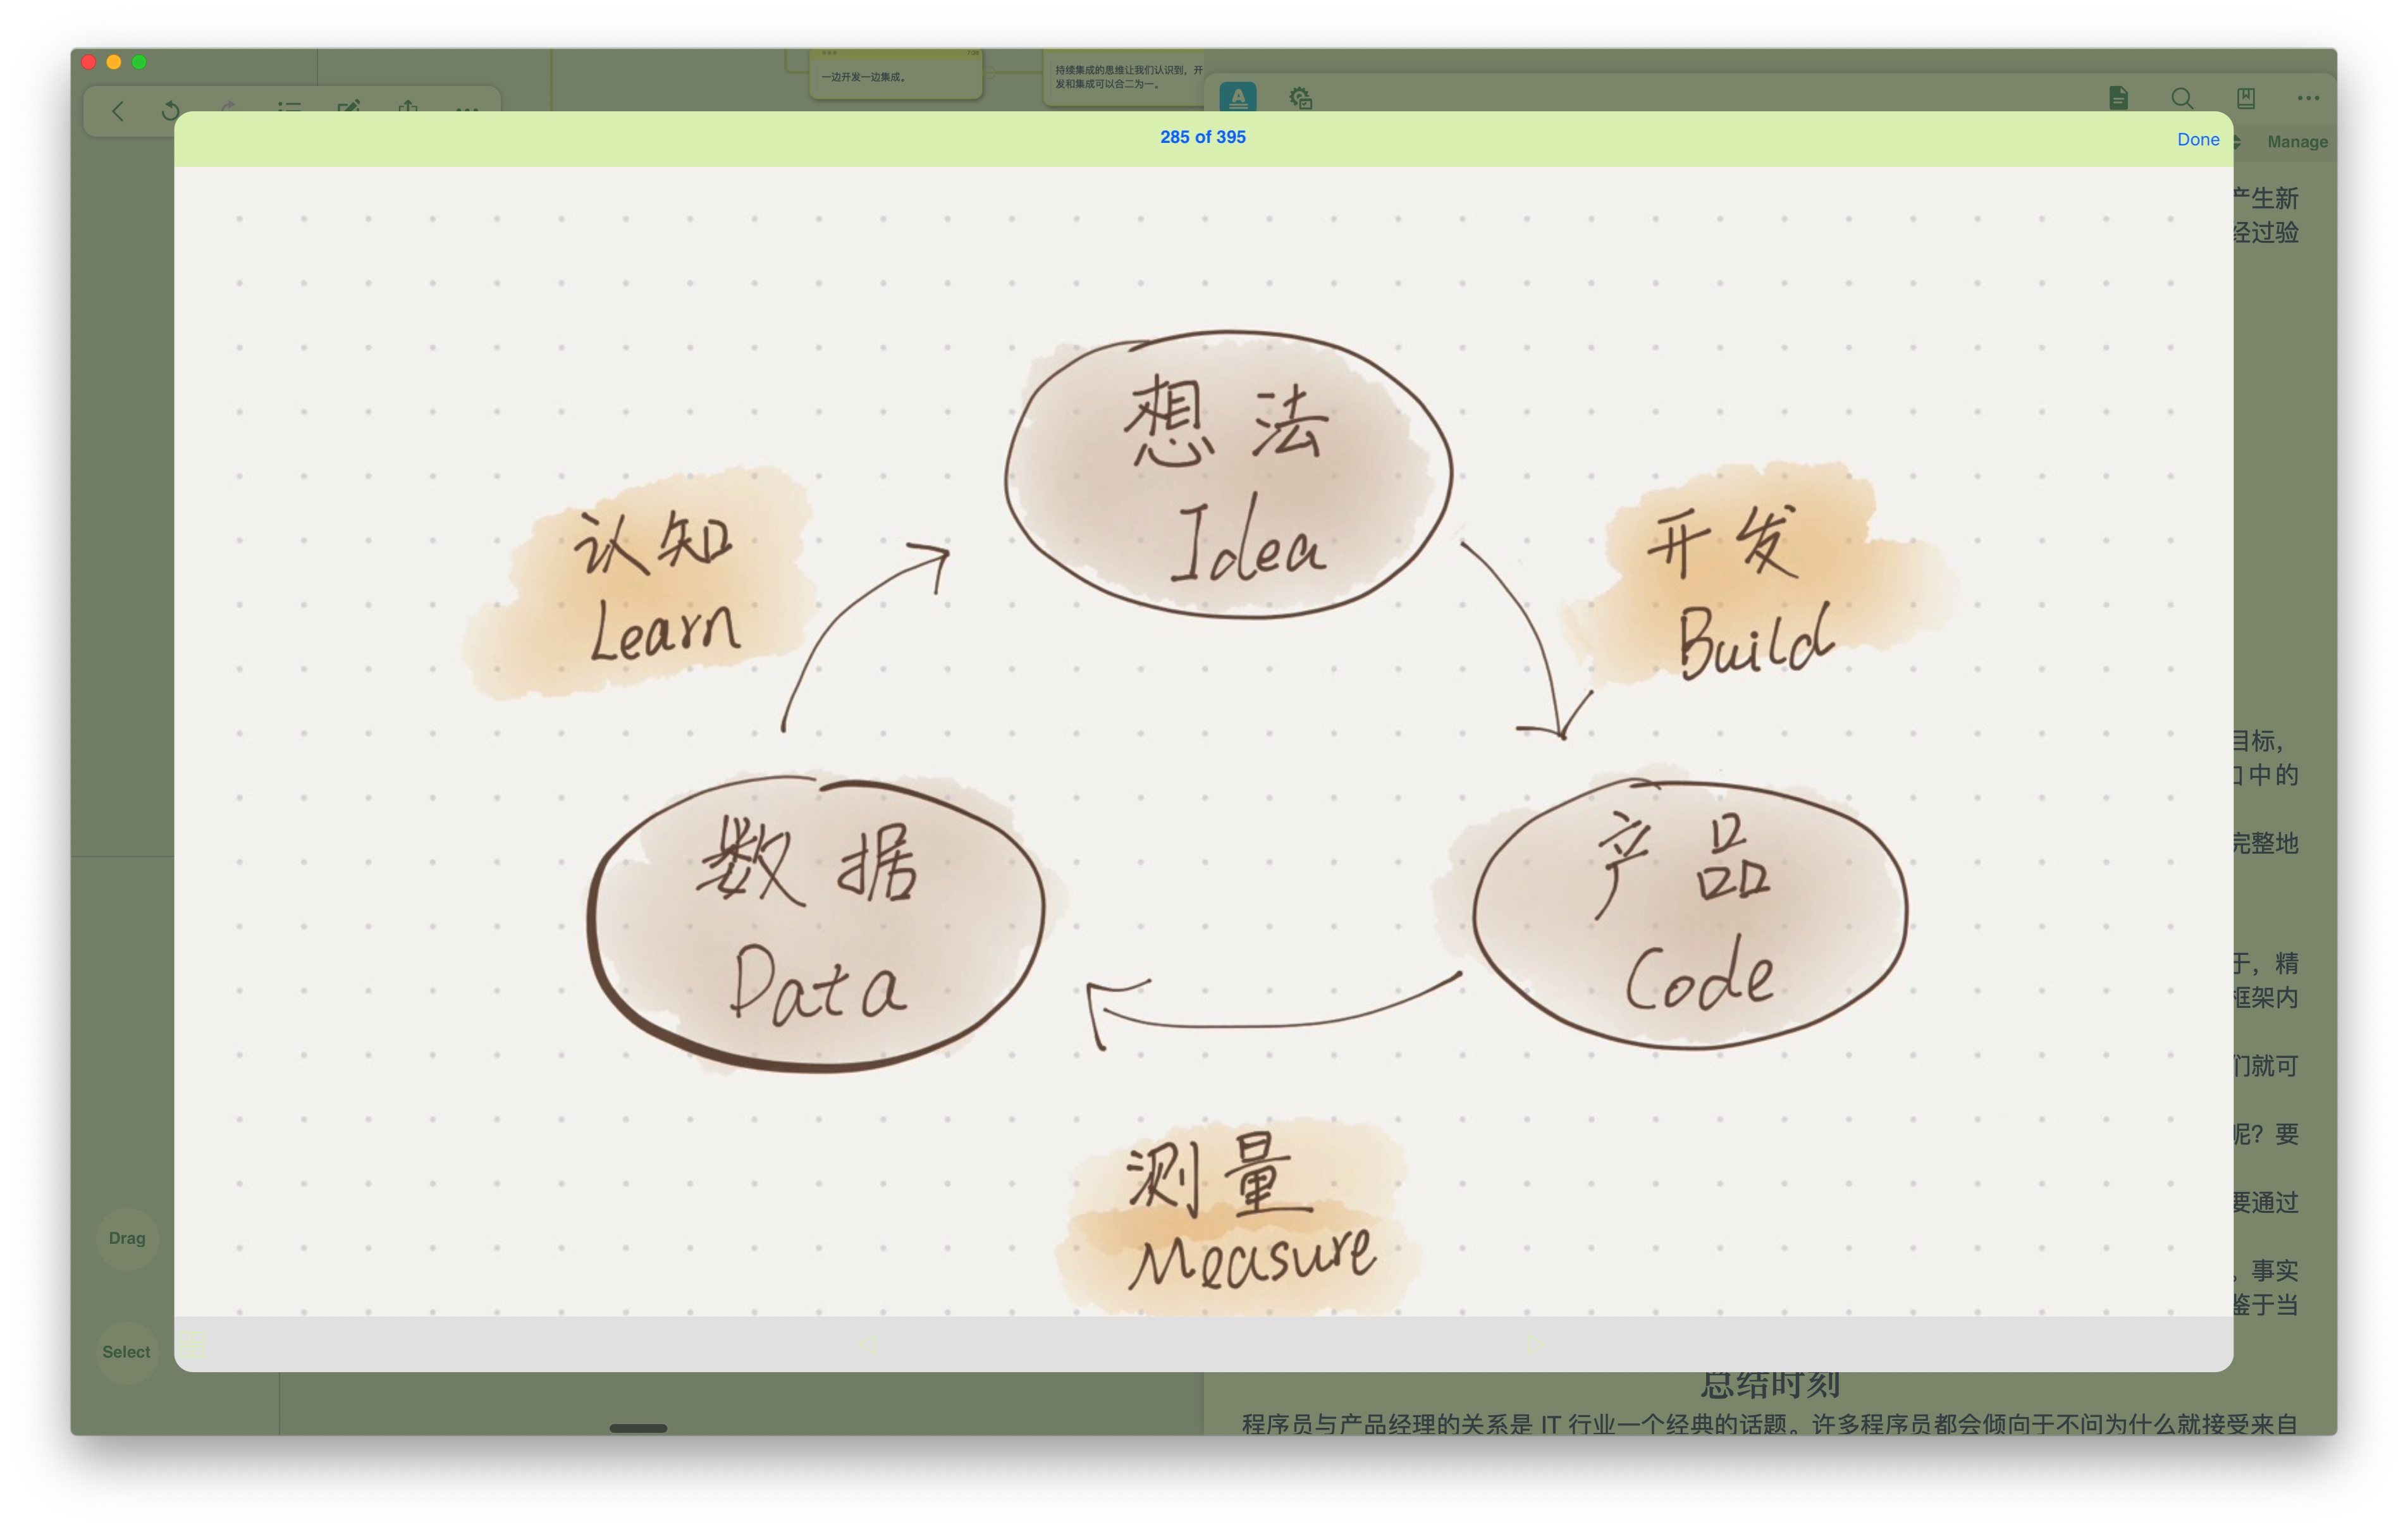 一边开发一边集成。
持续集成的思维让我们认识到，开
发和集成可以合二为一。
285 of 395
Done
Manage
产生新
经过验
想法
Idea
认知
Learn
开发
Build
数据
Data
产品
Code
测量
Measure
目标，
口中的
完整地
于，精
框架内
们就可
呢？要
要通过
。事实
鉴于当
Drag
Select
总结时刻
程序员与产品经理的关系是 IT 行业一个经典的话题。许多程序员都会倾向于不问为什么就接受来自